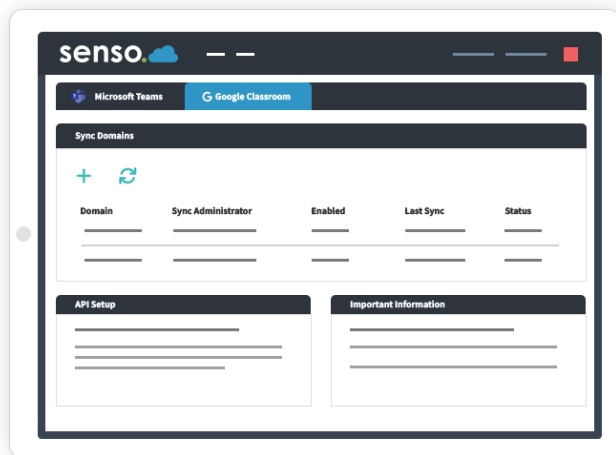 senso.
Microsoft Teams Google Classroom
Sync Domains
Domain Sync Administrator Enabled Last Sync Status
API Setup Important Information